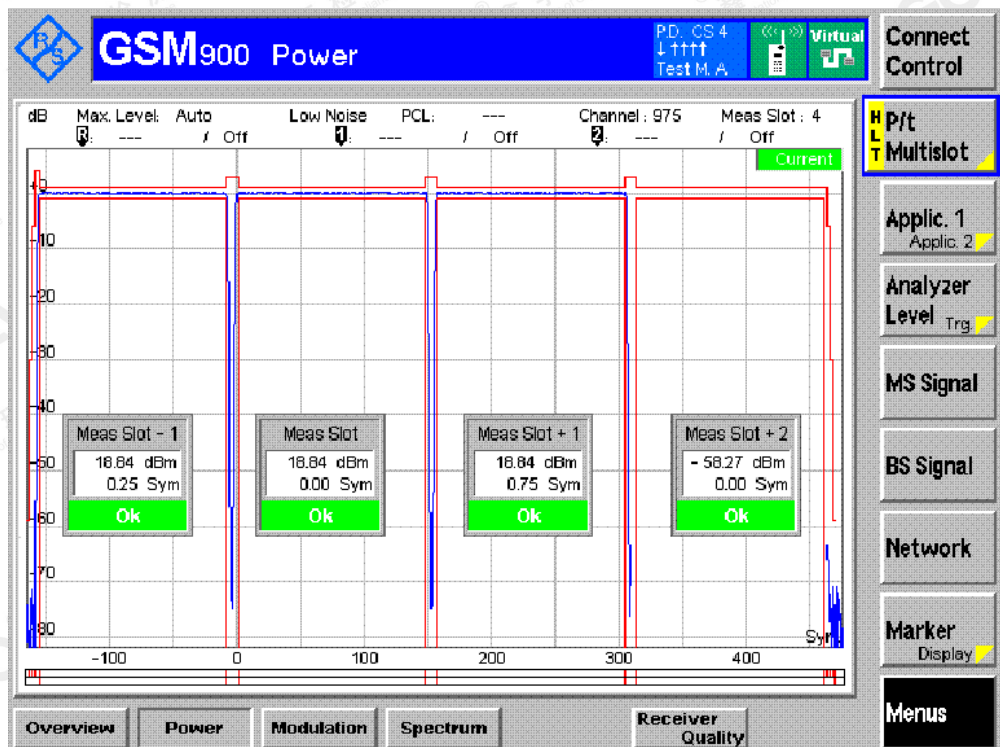 R/S
GSM900 Power
P.D. CS 4
↓↑↑↑↑
Test M. A
Virtual
Connect Control
dB Max. Level: Auto Low Noise PCL: --- Channel : 975 Meas Slot : 4
R: --- / Off 1: --- / Off 2: --- / Off
Current
HLT
P/t Multislot
Applic. 1
Applic. 2
Analyzer Level Trg.
MS Signal
BS Signal
Network
Marker
Display
Menus
+0
-10
-20
-30
-40
-50
-60
-70
-80
Meas Slot - 1
18.84 dBm
0.25 Sym
Ok
Meas Slot
18.84 dBm
0.00 Sym
Ok
Meas Slot + 1
18.84 dBm
0.75 Sym
Ok
Meas Slot + 2
- 58.27 dBm
0.00 Sym
Ok
Sym
-100 0 100 200 300 400
Overview Power Modulation Spectrum Receiver Quality